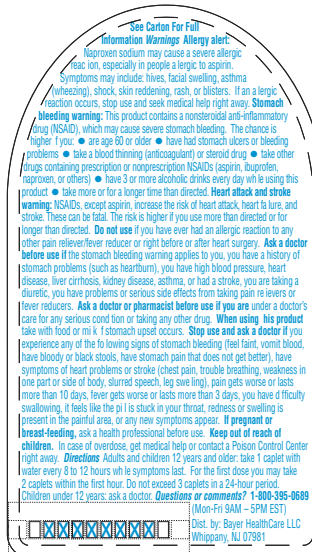 See Carton For Full
Information Warnings Allergy alert:
Naproxen sodium may cause a severe allergic
reac ion, especially in people a lergic to aspirin.
Symptoms may include: hives, facial swelling, asthma
(wheezing), shock, skin reddening, rash, or blisters. If an a lergic
reaction occurs, stop use and seek medical help right away. Stomach
bleeding warning: This product contains a nonsteroidal anti-inflammatory
drug (NSAID), which may cause severe stomach bleeding. The chance is
higher f you: ● are age 60 or older ● have had stomach ulcers or bleeding
problems ● take a blood thinning (anticoagulant) or steroid drug ● take other
drugs containing prescription or nonprescription NSAIDs (aspirin, ibuprofen,
naproxen, or others) ● have 3 or more alcoholic drinks every day whi e using this
product ● take more or for a longer time than directed. Heart attack and stroke
warning: NSAIDs, except aspirin, increase the risk of heart attack, heart fa lure, and
stroke. These can be fatal. The risk is higher if you use more than directed or for
longer than directed. Do not use if you have ever had an allergic reaction to any
other pain reliever/fever reducer or right before or after heart surgery. Ask a doctor
before use if the stomach bleeding warning applies to you, you have a history of
stomach problems (such as heartburn), you have high blood pressure, heart
disease, liver cirrhosis, kidney disease, asthma, or had a stroke, you are taking a
diuretic, you have problems or serious side effects from taking pain re ievers or
fever reducers. Ask a doctor or pharmacist before use if you are under a doctor's
care for any serious cond tion or taking any other drug. When using his product
take with food or mi k f stomach upset occurs. Stop use and ask a doctor if you
experience any of the fo lowing signs of stomach bleeding (feel faint, vomit blood,
have bloody or black stools, have stomach pain that does not get better), have
symptoms of heart problems or stroke (chest pain, trouble breathing, weakness in
one part or side of body, slurred speech, leg swe ling), pain gets worse or lasts
more than 10 days, fever gets worse or lasts more than 3 days, you have d fficulty
swallowing, it feels like the pi l is stuck in your throat, redness or swelling is
present in the painful area, or any new symptoms appear. If pregnant or
breast-feeding, ask a health professional before use. Keep out of reach of
children. In case of overdose, get medical help or contact a Poison Control Center
right away. Directions Adults and children 12 years and older: take 1 caplet with
water every 8 to 12 hours wh le symptoms last. For the first dose you may take
2 caplets within the first hour. Do not exceed 3 caplets in a 24-hour period.
Children under 12 years: ask a doctor. Questions or comments? 1-800-395-0689
(Mon-Fri 9AM – 5PM EST)
Dist. by: Bayer HealthCare LLC
Whippany, NJ 07981
XXXXXXXX